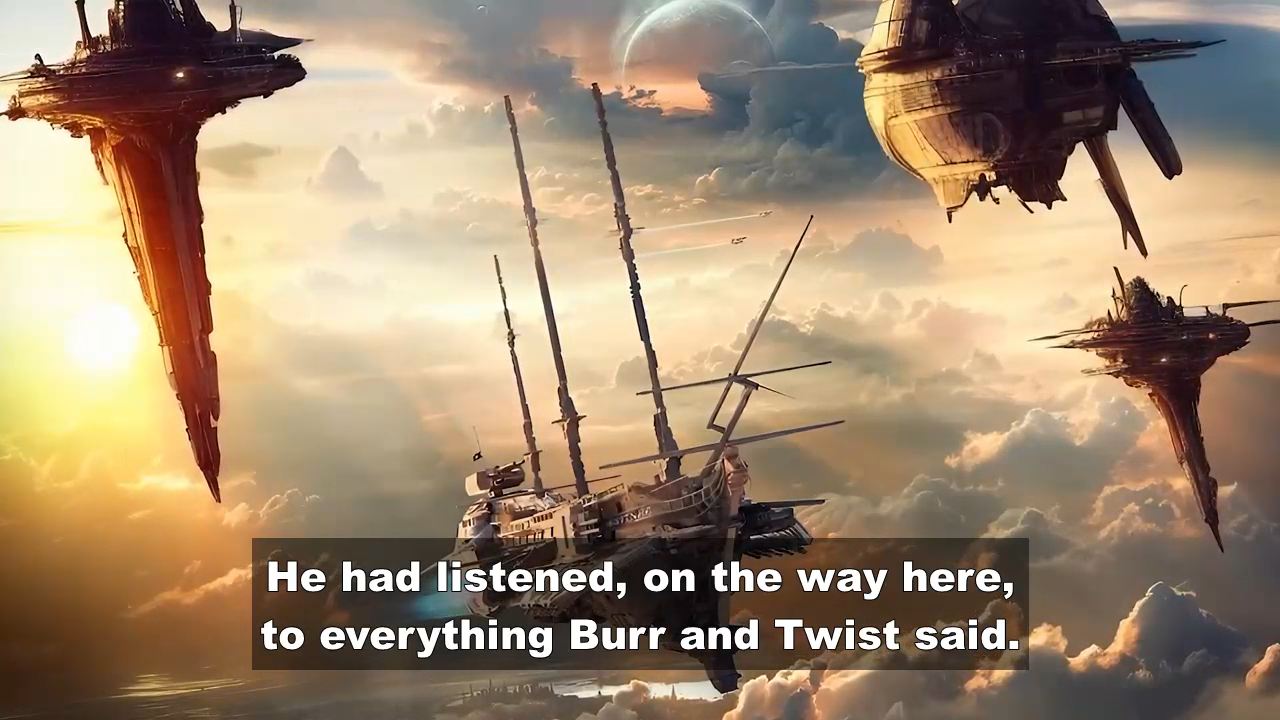 He had listened, on the way here,
to everything Burr and Twist said.